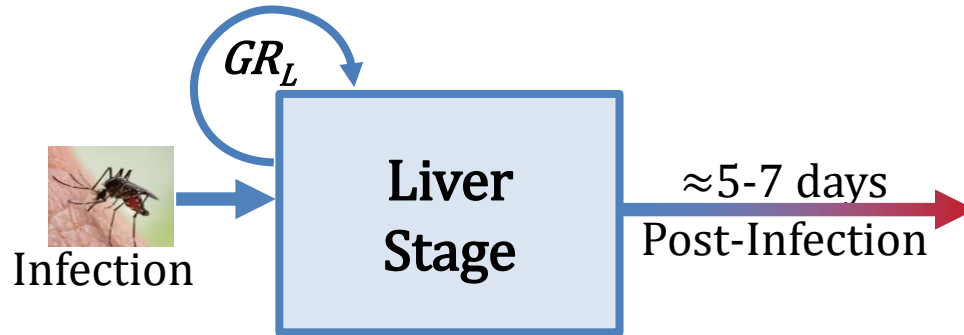 GR_L
Liver
Stage
Infection
≈5-7 days
Post-Infection